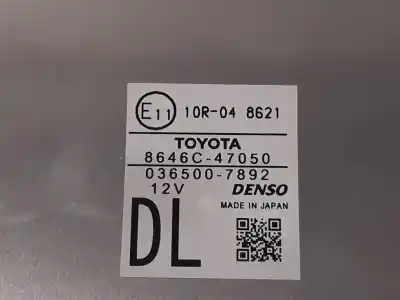 E11 10R-04 8621
TOYOTA
8646C-47050
036500-7892
12V DENSO
MADE IN JAPAN
DL